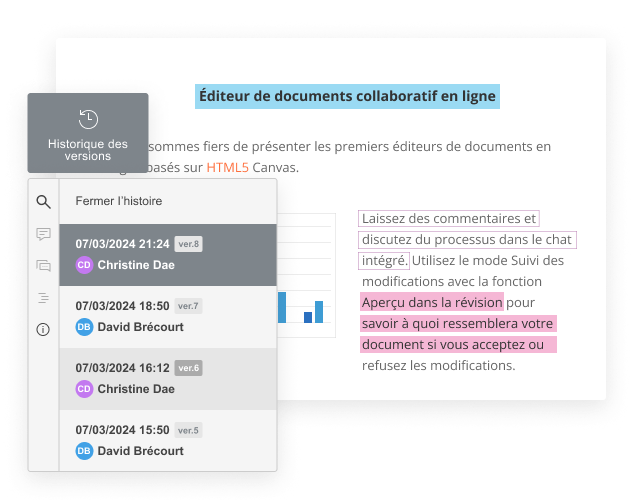 Éditeur de documents collaboratif en ligne
Historique des
versions
sommes fiers de présenter les premiers éditeurs de documents en
basés sur HTML5 Canvas.
Fermer l'histoire
07/03/2024 21:24 ver.8
CD Christine Dae
07/03/2024 18:50 ver.7
DB David Brécourt
07/03/2024 16:12 ver.6
CD Christine Dae
07/03/2024 15:50 ver.5
DB David Brécourt
Laissez des commentaires et
discutez du processus dans le chat
intégré. Utilisez le mode Suivi des
modifications avec la fonction
Aperçu dans la révision pour
savoir à quoi ressemblera votre
document si vous acceptez ou
refusez les modifications.